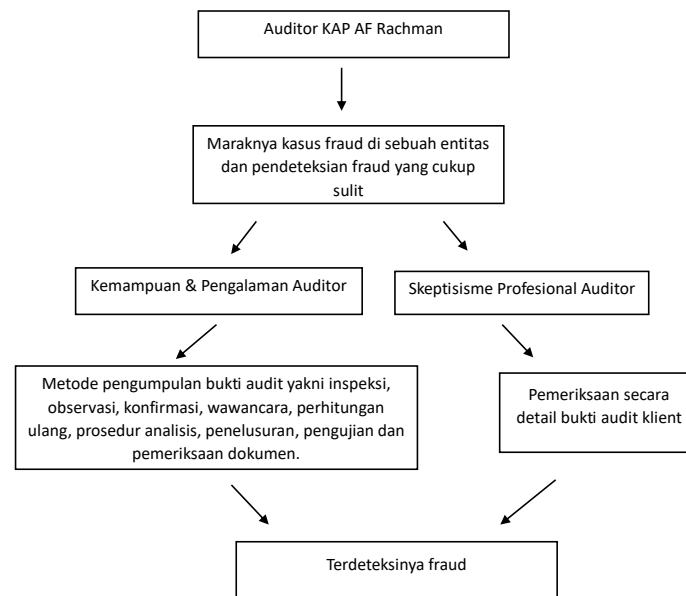 Auditor KAP AF Rachman
Maraknya kasus fraud di sebuah entitas
dan pendeteksian fraud yang cukup
sulit
Kemampuan & Pengalaman Auditor
Skeptisisme Profesional Auditor
Metode pengumpulan bukti audit yakni inspeksi,
observasi, konfirmasi, wawancara, perhitungan
ulang, prosedur analisis, penelusuran, pengujian dan
pemeriksaan dokumen.
Pemeriksaan secara
detail bukti audit klient
Terdeteksinya fraud